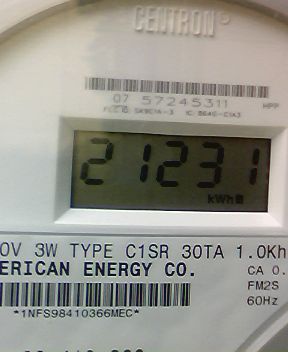 CENTRON®
07 57245311 HPP
21231
kWh
0V 3W TYPE C1SR 30TA 1.0Kh
ERICAN ENERGY CO.
CA 0.
FM2S
60Hz
*1NFS98410366MEC*